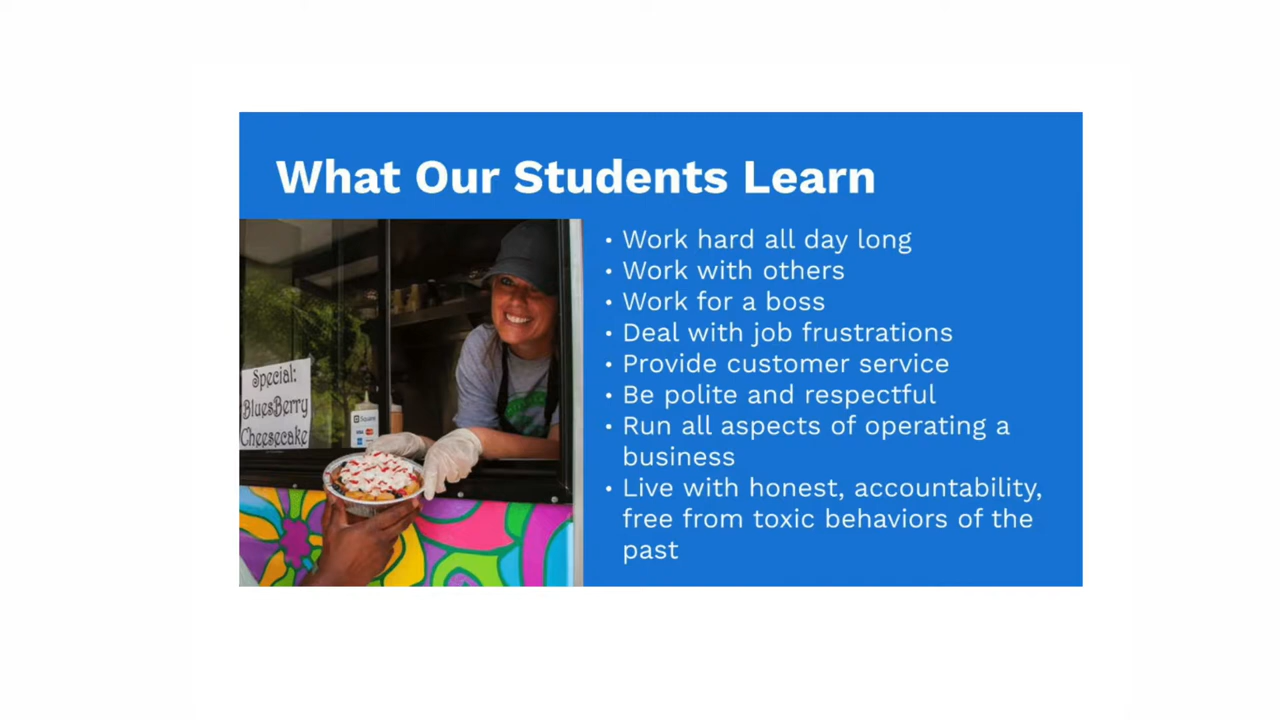 What Our Students Learn
• Work hard all day long
• Work with others
• Work for a boss
• Deal with job frustrations
• Provide customer service
• Be polite and respectful
• Run all aspects of operating a
business
• Live with honest, accountability,
free from toxic behaviors of the
past
Special:
BluesBerry
Cheesecake
Square
VISA